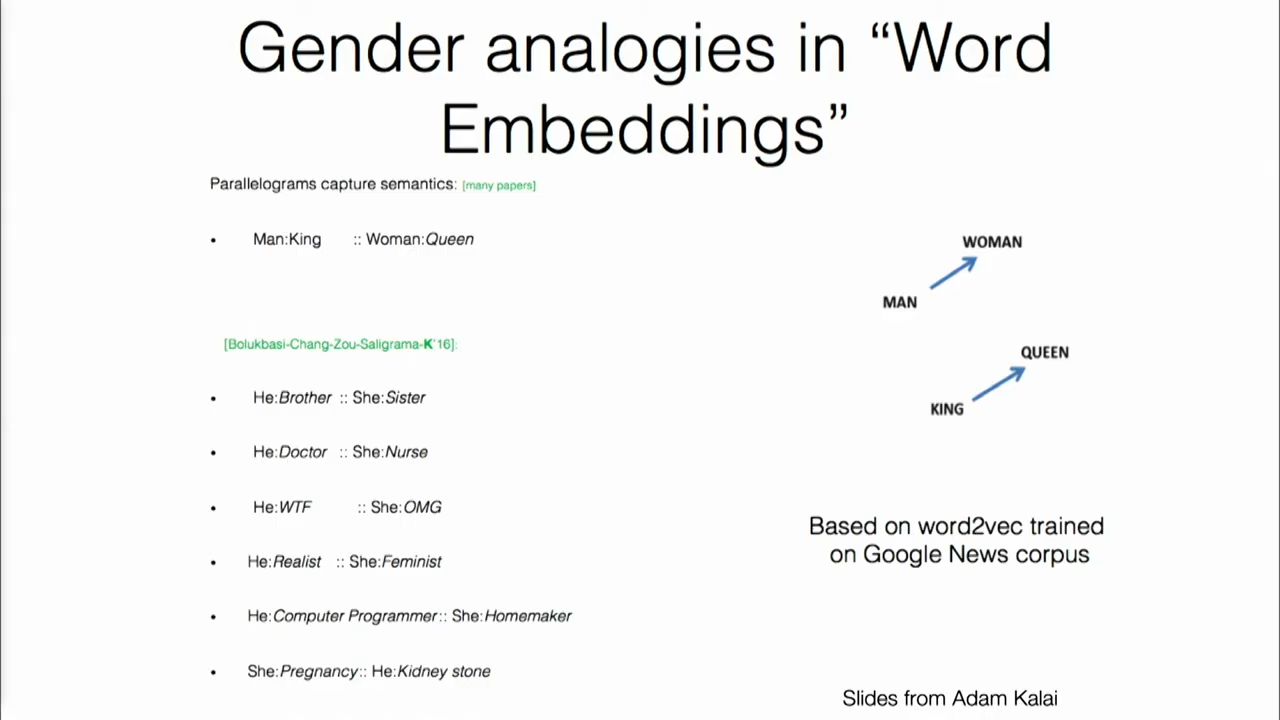 Gender analogies in “Word
Embeddings”
Parallelograms capture semantics: [many papers]
• Man:King :: Woman:Queen
[Bolukbasi-Chang-Zou-Saligrama-K'16]:
• He:Brother :: She:Sister
• He:Doctor :: She:Nurse
• He:WTF :: She:OMG
• He:Realist :: She:Feminist
• He:Computer Programmer:: She:Homemaker
• She:Pregnancy:: He:Kidney stone
WOMAN
MAN
QUEEN
KING
Based on word2vec trained
on Google News corpus
Slides from Adam Kalai